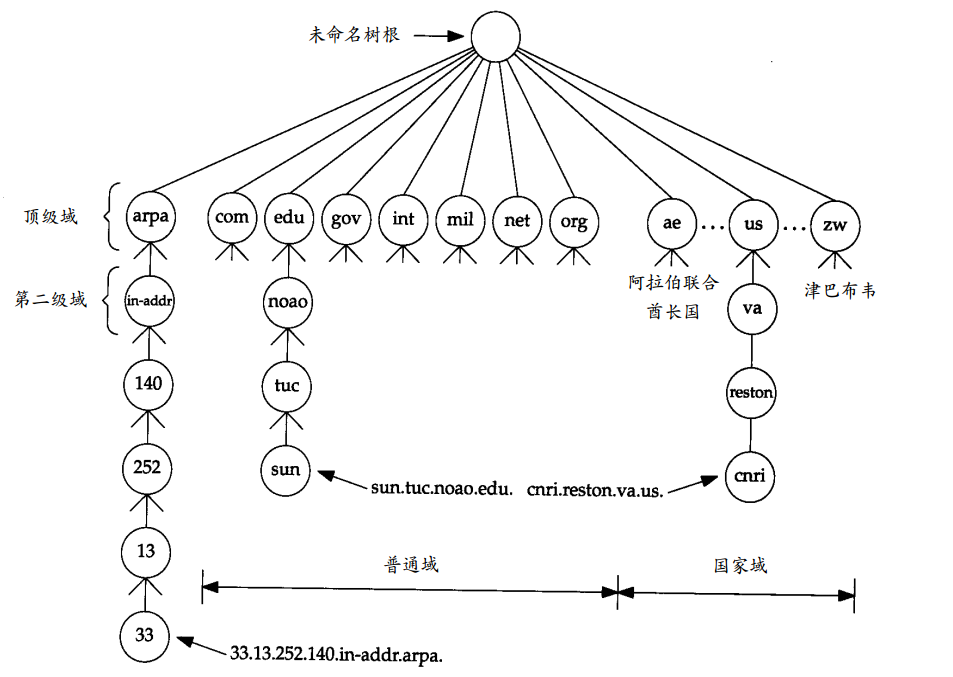 未命名树根
顶级域
arpa
com
edu
gov
int
mil
net
org
ae
...
us
...
zw
阿拉伯联合
酋长国
津巴布韦
第二级域
in-addr
noao
va
140
tuc
reston
252
sun
sun.tuc.noao.edu.
cnri.reston.va.us.
cnri
13
普通域
国家域
33
33.13.252.140.in-addr.arpa.